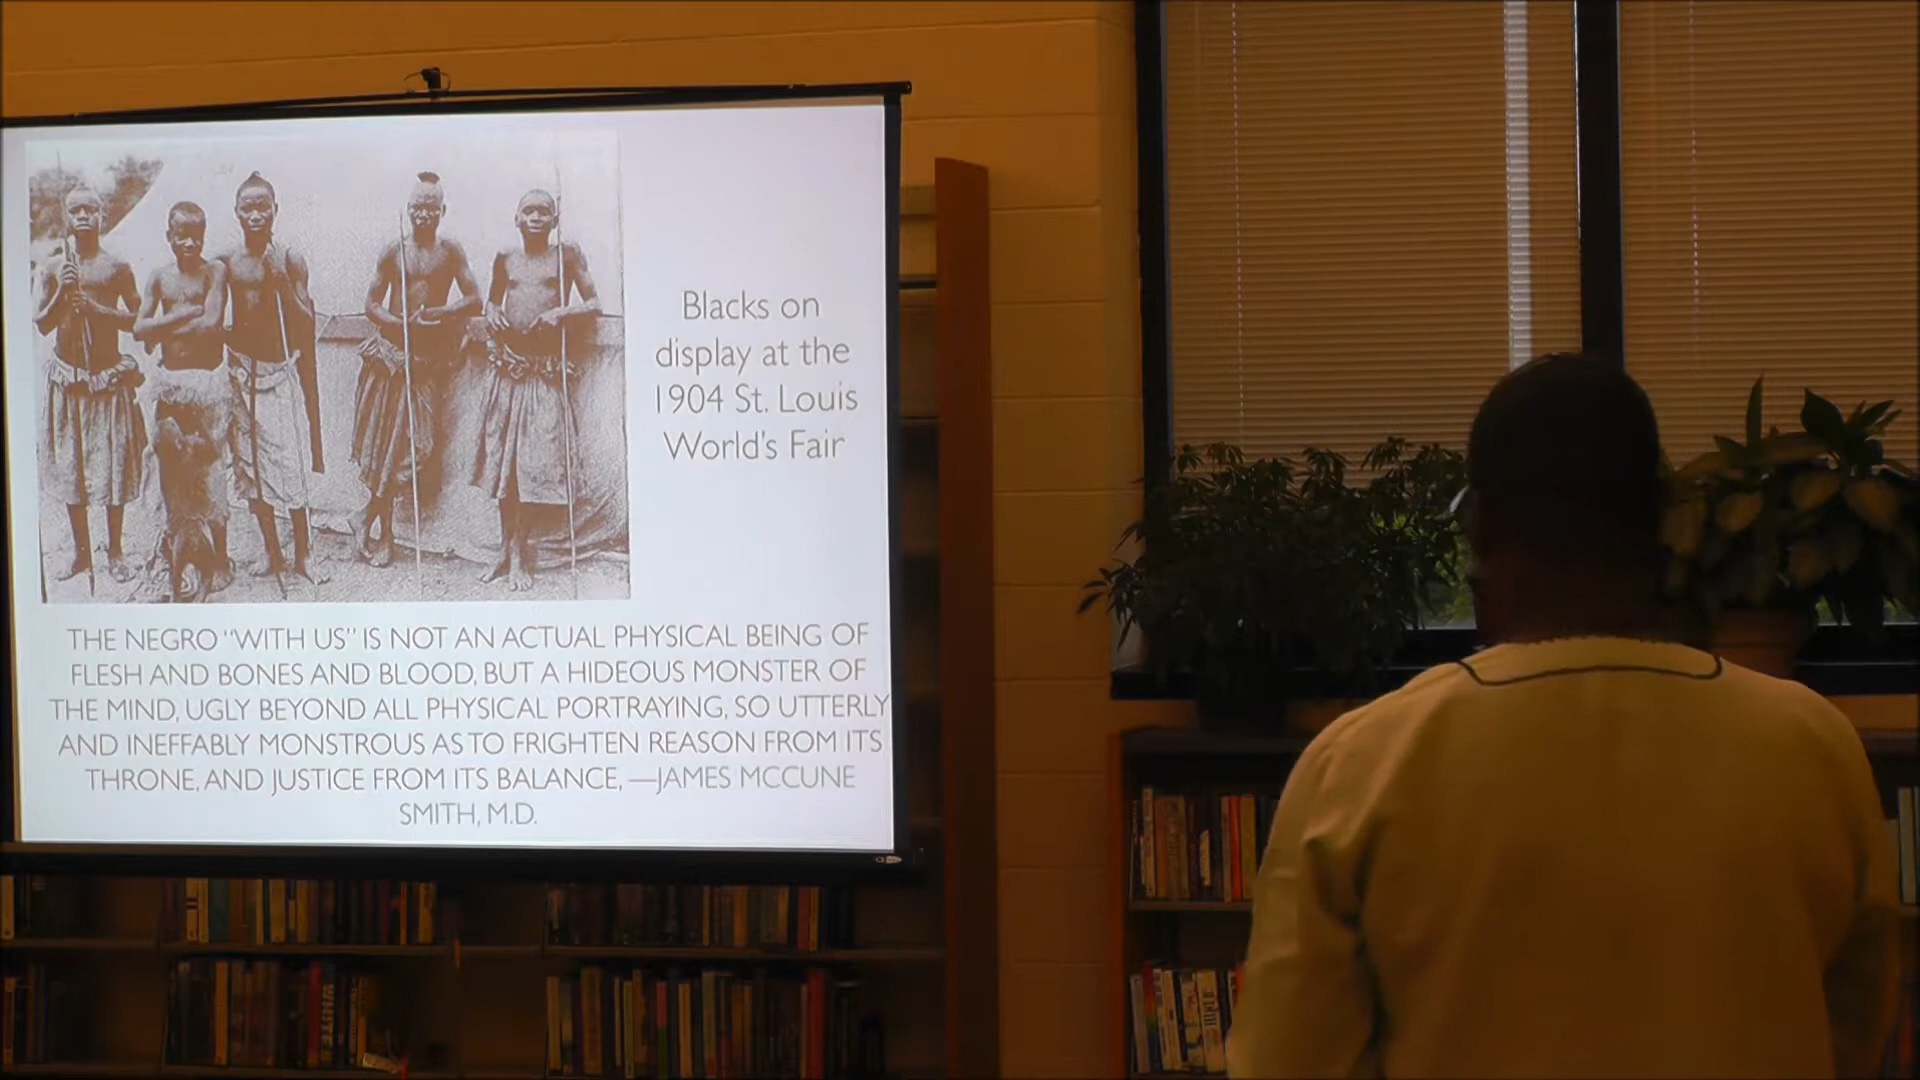 Blacks on
display at the
1904 St. Louis
World's Fair
THE NEGRO "WITH US" IS NOT AN ACTUAL PHYSICAL BEING OF
FLESH AND BONES AND BLOOD, BUT A HIDEOUS MONSTER OF
THE MIND, UGLY BEYOND ALL PHYSICAL PORTRAYING, SO UTTERLY
AND INEFFABLY MONSTROUS AS TO FRIGHTEN REASON FROM ITS
THRONE, AND JUSTICE FROM ITS BALANCE, —JAMES MCCUNE
SMITH, M.D.